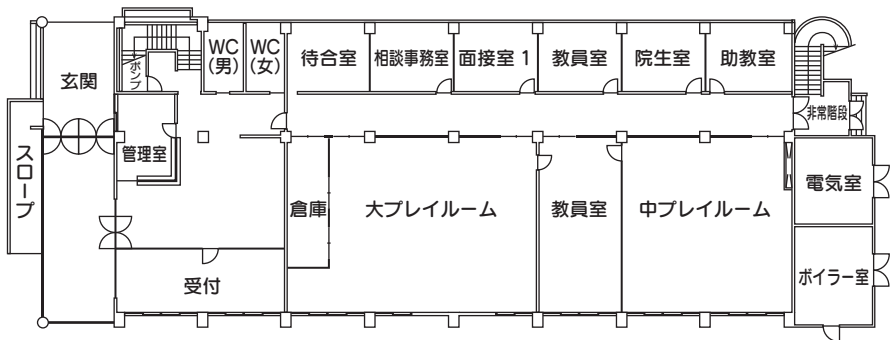 玄関
ポンプ
WC
(男)
WC
(女)
待合室
相談事務室
面接室 1
教員室
院生室
助教室
非常階段
スロープ
管理室
倉庫
大プレイルーム
教員室
中プレイルーム
電気室
受付
ボイラー室